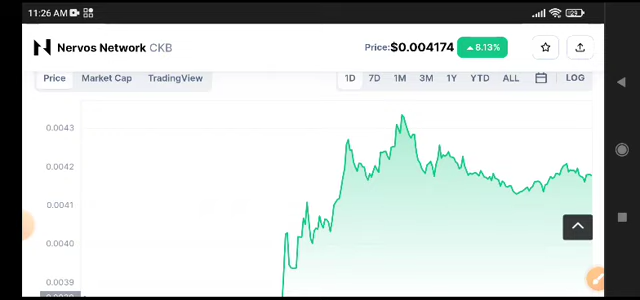 11:26 AM
Nervos Network CKB
Price: $0.004174 8.13%
Price Market Cap TradingView 1D 7D 1M 3M 1Y YTD ALL LOG
0.0043
0.0042
0.0041
0.0040
0.0039